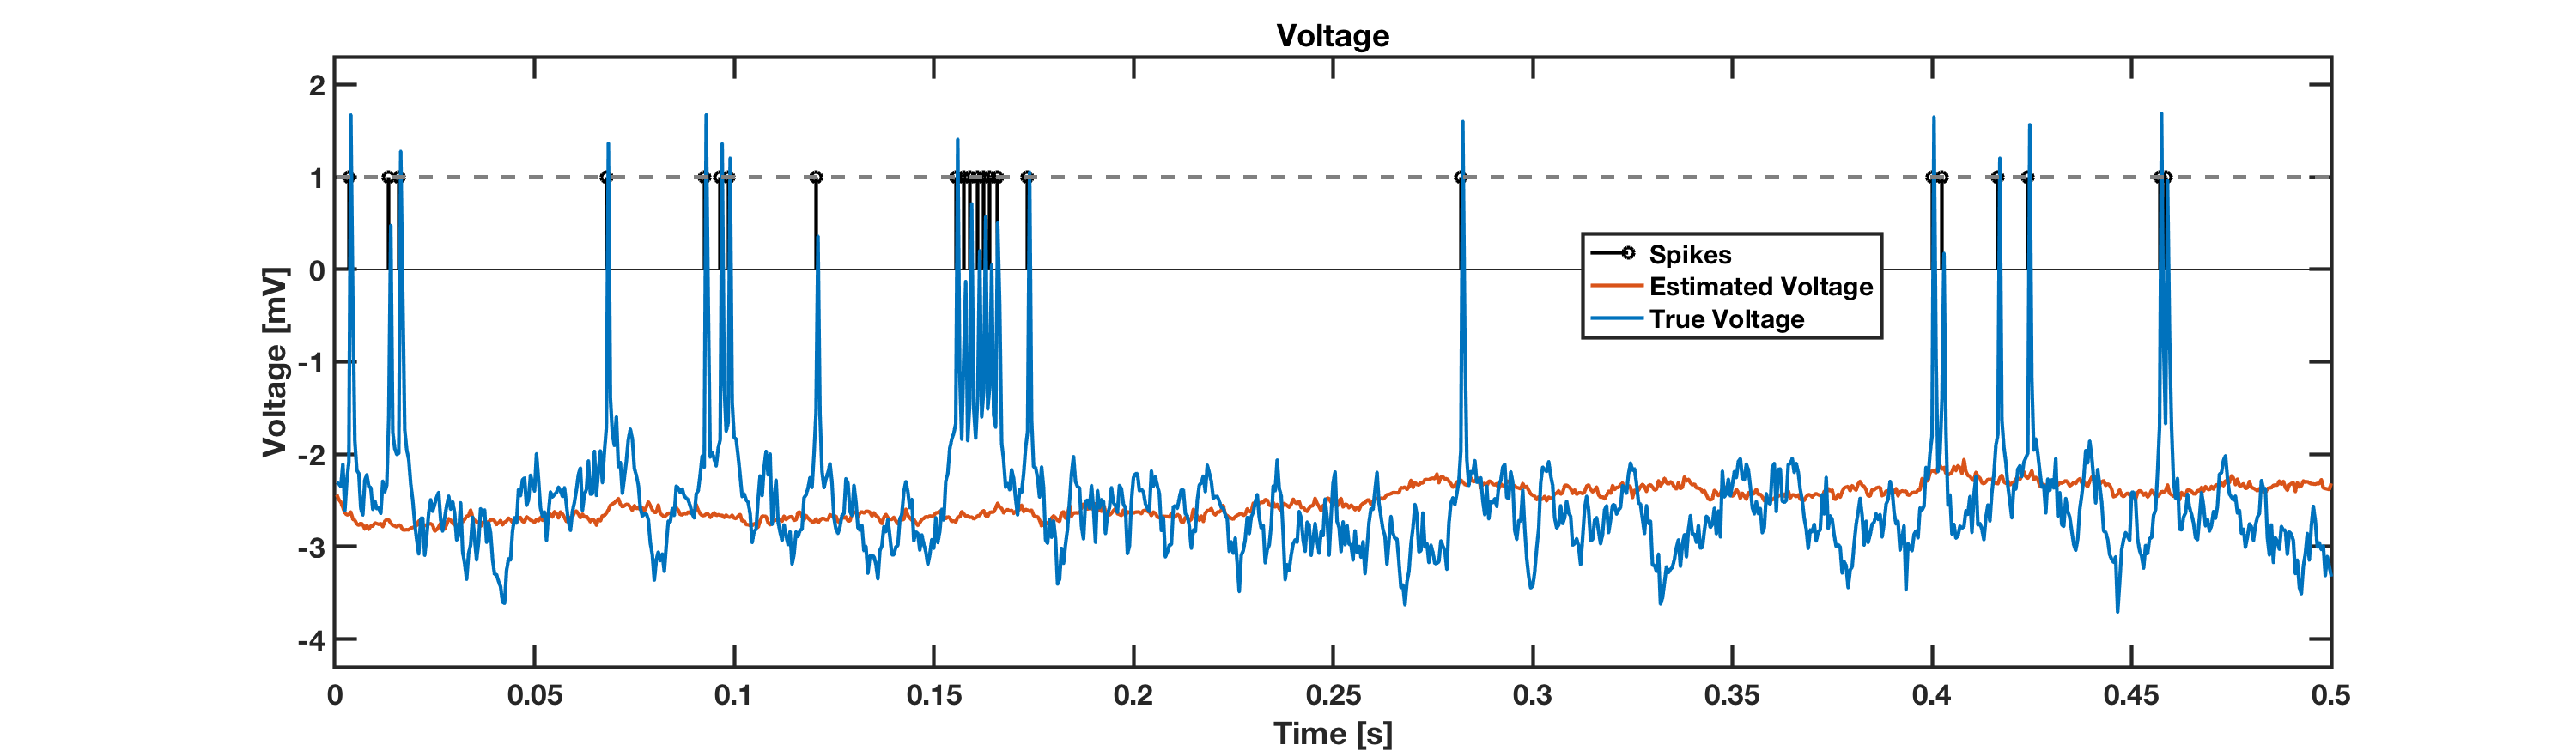 Voltage
Voltage [mV]
2
1
0
-1
-2
-3
-4
Spikes
Estimated Voltage
True Voltage
0 0.05 0.1 0.15 0.2 0.25 0.3 0.35 0.4 0.45 0.5
Time [s]